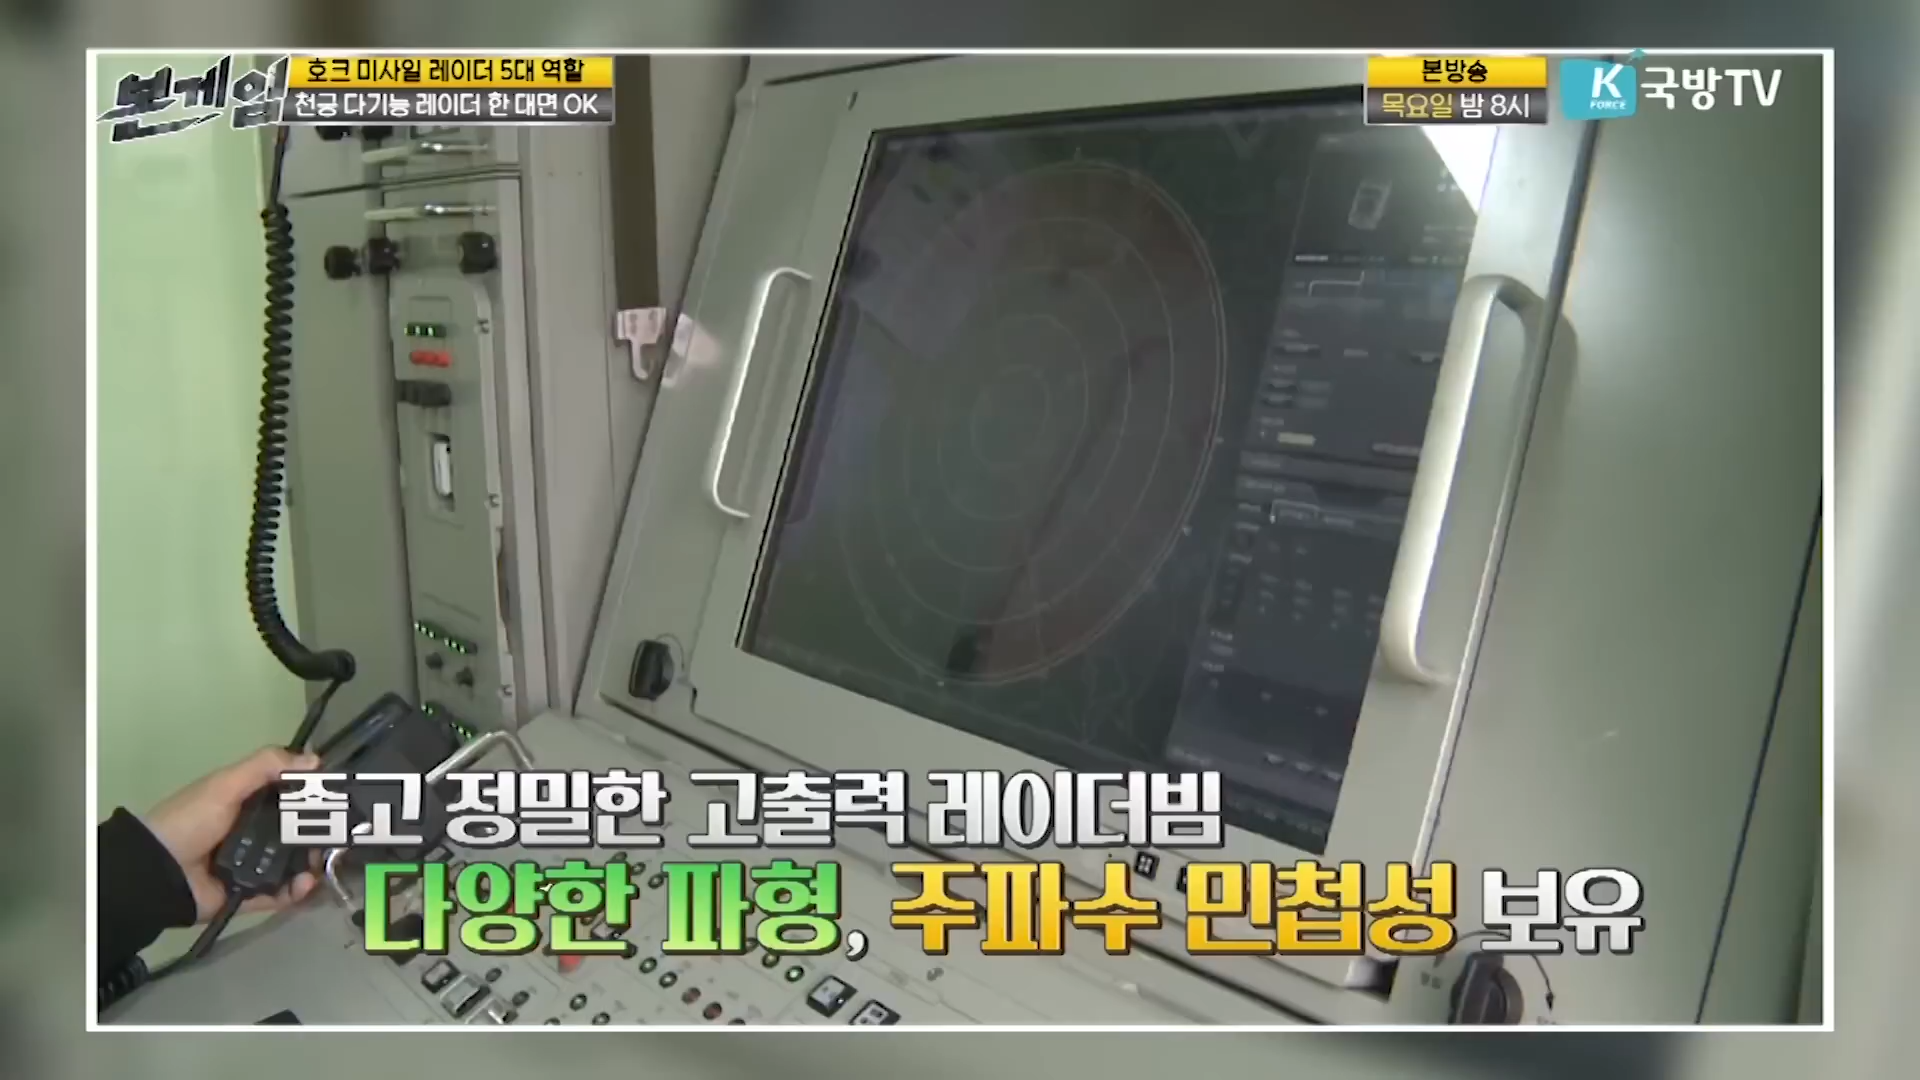 본게임
호크 미사일 레이더 5대 역할
천궁 다기능 레이더 한 대면 OK
본방송
목요일 밤 8시
K FORCE 국방TV
좁고 정밀한 고출력 레이더빔
다양한 파형, 주파수 민첩성 보유